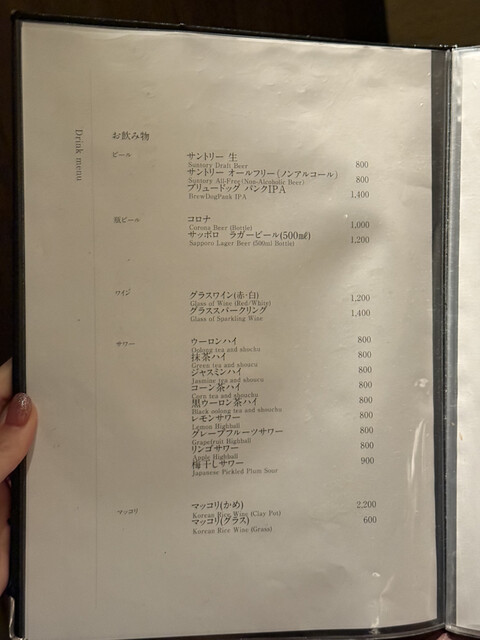 Drink menu
お飲み物
ビール
サントリー 生 800
Suntory Draft Beer
サントリー オールフリー(ノンアルコール) 800
Suntory All-Free (Non-Alcoholic Beer)
ブリュードッグ パンクIPA 1,400
BrewDogPunk IPA
瓶ビール
コロナ 1,000
Corona Beer (Bottle)
サッポロ ラガービール(500㎖) 1,200
Sapporo Lager Beer (500ml Bottle)
ワイン
グラスワイン(赤·白) 1,200
Glass of Wine (Red/White)
グラススパークリング 1,400
Glass of Sparkling Wine
サワー
ウーロンハイ 800
Oolong tea and shochu
抹茶ハイ 800
Green tea and shoucu
ジャスミンハイ 800
Jasmine tea and shoucu
コーン茶ハイ 800
Corn tea and shouchu
黒ウーロン茶ハイ 800
Black oolong tea and shouchu
レモンサワー 800
Lemon Highball
グレープフルーツサワー 800
Grapefruit Highball
リンゴサワー 800
Apple Highball
梅干しサワー 900
Japanese Pickled Plum Sour
マッコリ
マッコリ(かめ) 2,200
Korean Rice Wine (Clay Pot)
マッコリ(グラス) 600
Korean Rice Wine (Grass)